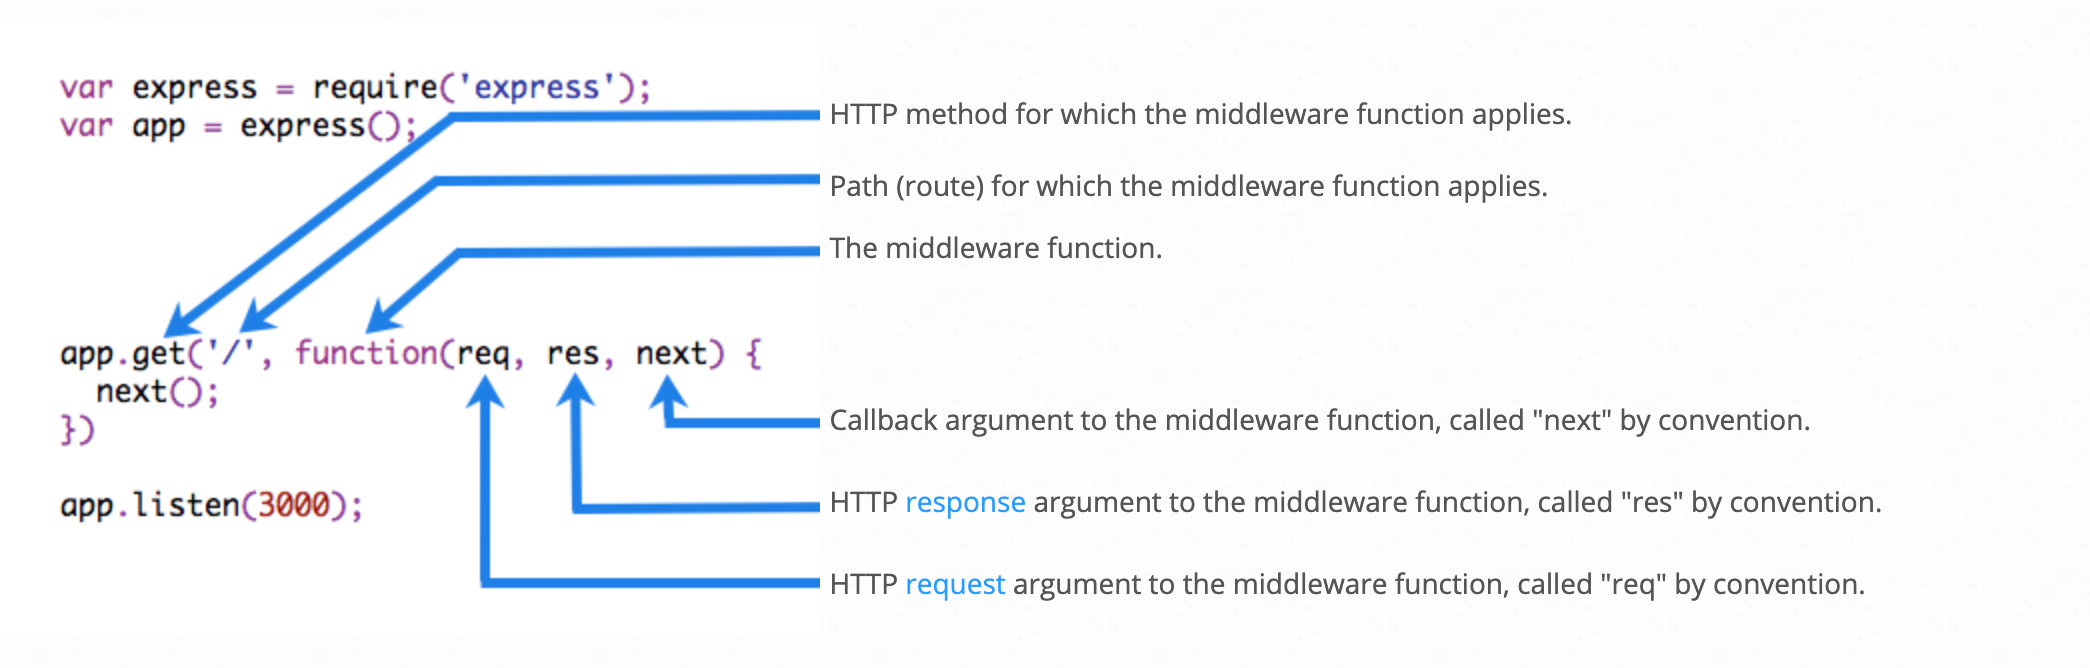 var express = require('express');
var app = express();
HTTP method for which the middleware function applies.
Path (route) for which the middleware function applies.
The middleware function.
app.get('/', function(req, res, next) {
  next();
})
Callback argument to the middleware function, called "next" by convention.
app.listen(3000);
HTTP response argument to the middleware function, called "res" by convention.
HTTP request argument to the middleware function, called "req" by convention.